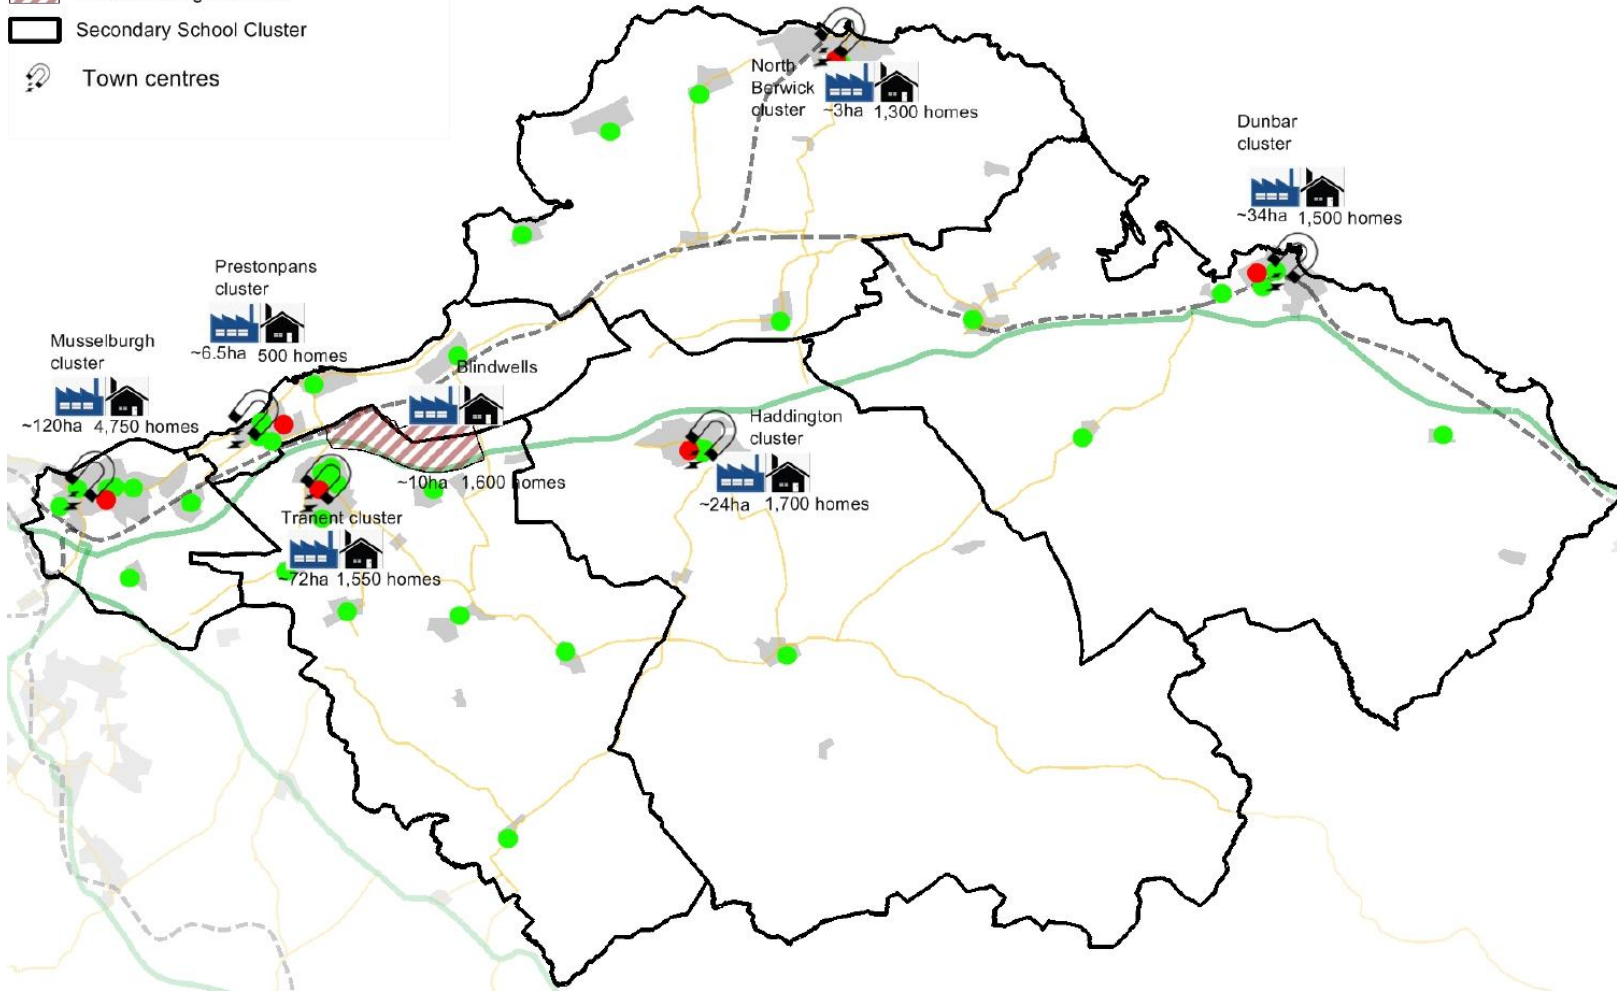 Secondary School Cluster
Town centres
North
Berwick
cluster
~3ha 1,300 homes
Dunbar
cluster
~34ha 1,500 homes
Prestonpans
cluster
~6.5ha 500 homes
Musselburgh
cluster
~120ha 4,750 homes
Blindwells
~10ha 1,600 homes
Haddington
cluster
~24ha 1,700 homes
Tranent cluster
~72ha 1,550 homes